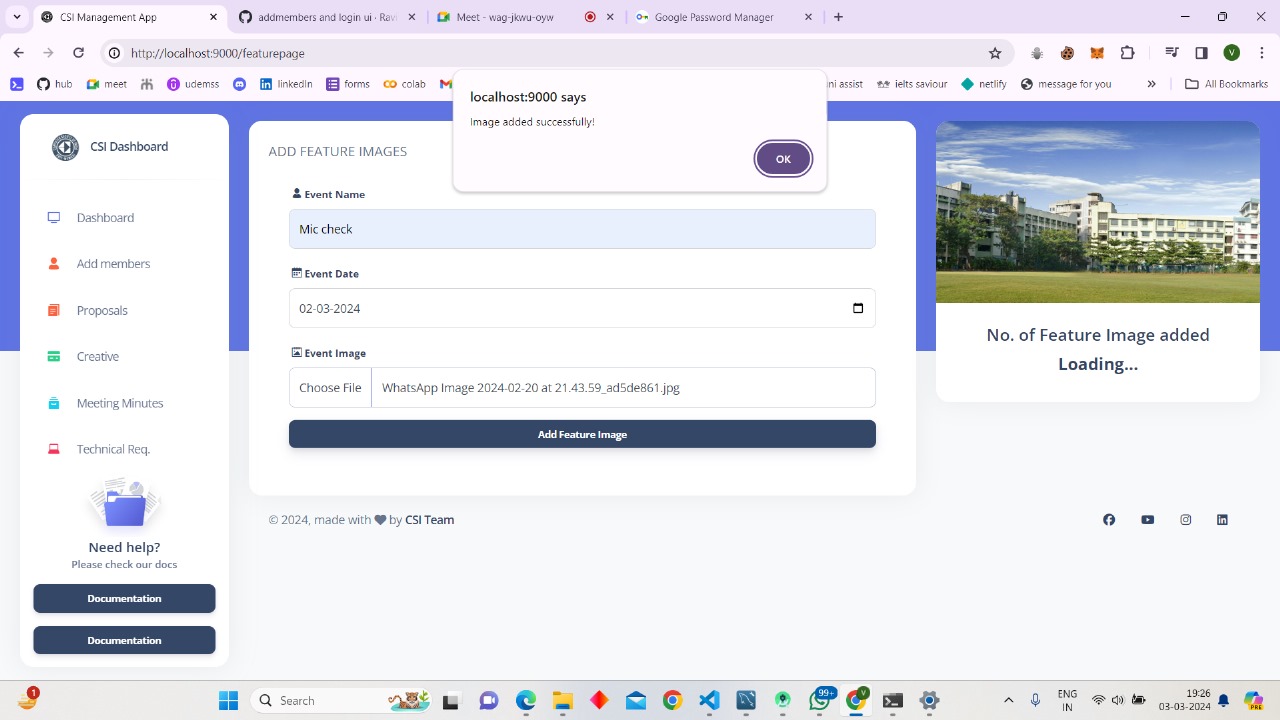 CSI Management App
addmembers and login ui · Ravi
Meet - wag-jkwu-oyw
Google Password Manager
http://localhost:9000/featurepage
V
hub
meet
udemss
linkedIn
forms
colab
ielts saviour
netlify
message for you
All Bookmarks
localhost:9000 says
Image added successfully!
OK
CSI Dashboard
Dashboard
Add members
Proposals
Creative
Meeting Minutes
Technical Req.
Need help?
Please check our docs
Documentation
Documentation
ADD FEATURE IMAGES
Event Name
Mic check
Event Date
02-03-2024
Event Image
Choose File WhatsApp Image 2024-02-20 at 21.43.59_ad5de861.jpg
Add Feature Image
No. of Feature Image added
Loading...
© 2024, made with by CSI Team
1
Search
99+
V
ENG
IN
19:26
03-03-2024
PRE